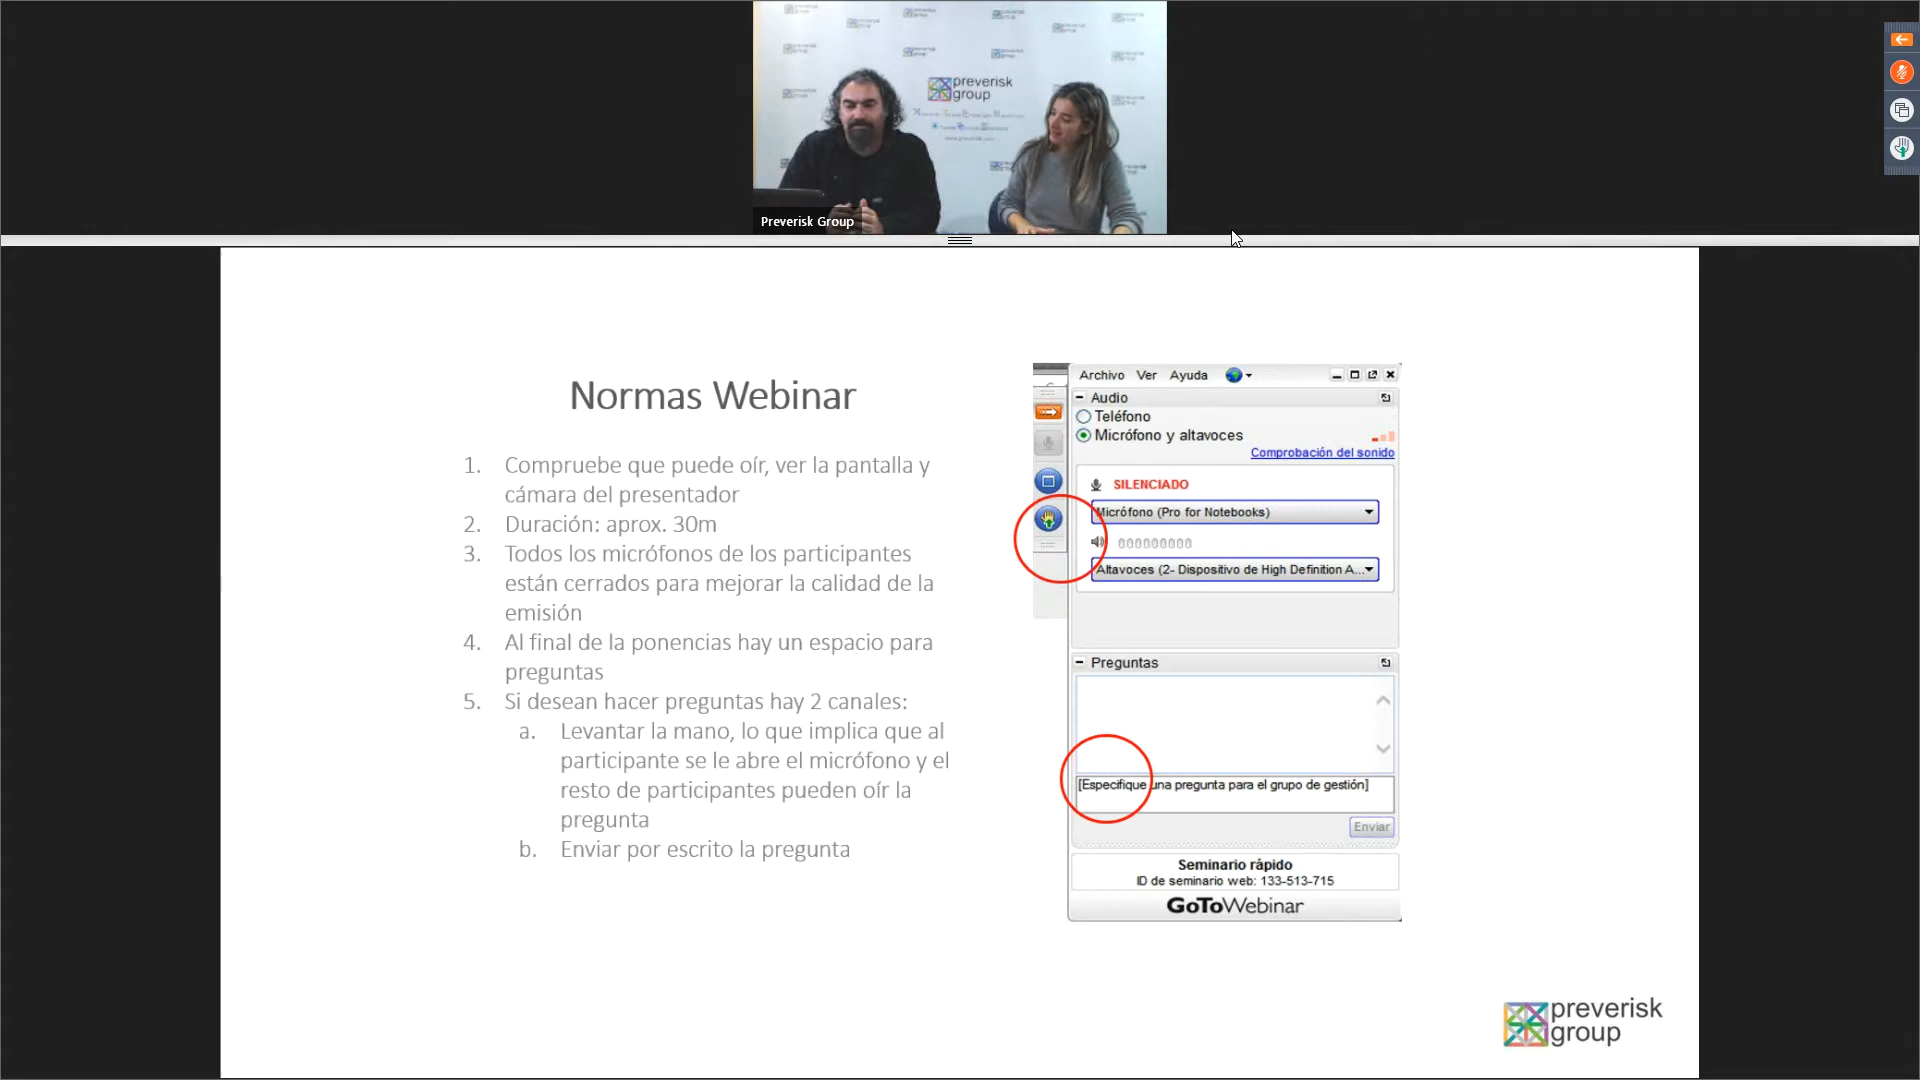 preverisk
group
Preverisk Group
Normas Webinar
1. Compruebe que puede oír, ver la pantalla y
cámara del presentador
2. Duración: aprox. 30m
3. Todos los micrófonos de los participantes
están cerrados para mejorar la calidad de la
emisión
4. Al final de la ponencias hay un espacio para
preguntas
5. Si desean hacer preguntas hay 2 canales:
a. Levantar la mano, lo que implica que al
participante se le abre el micrófono y el
resto de participantes pueden oír la
pregunta
b. Enviar por escrito la pregunta
Archivo Ver Ayuda
Audio
Teléfono
Micrófono y altavoces
Comprobación del sonido
SILENCIADO
Micrófono (Pro for Notebooks)
Altavoces (2- Dispositivo de High Definition A...
Preguntas
[Especifique una pregunta para el grupo de gestión]
Enviar
Seminario rápido
ID de seminario web: 133-513-715
GoToWebinar
preverisk
group